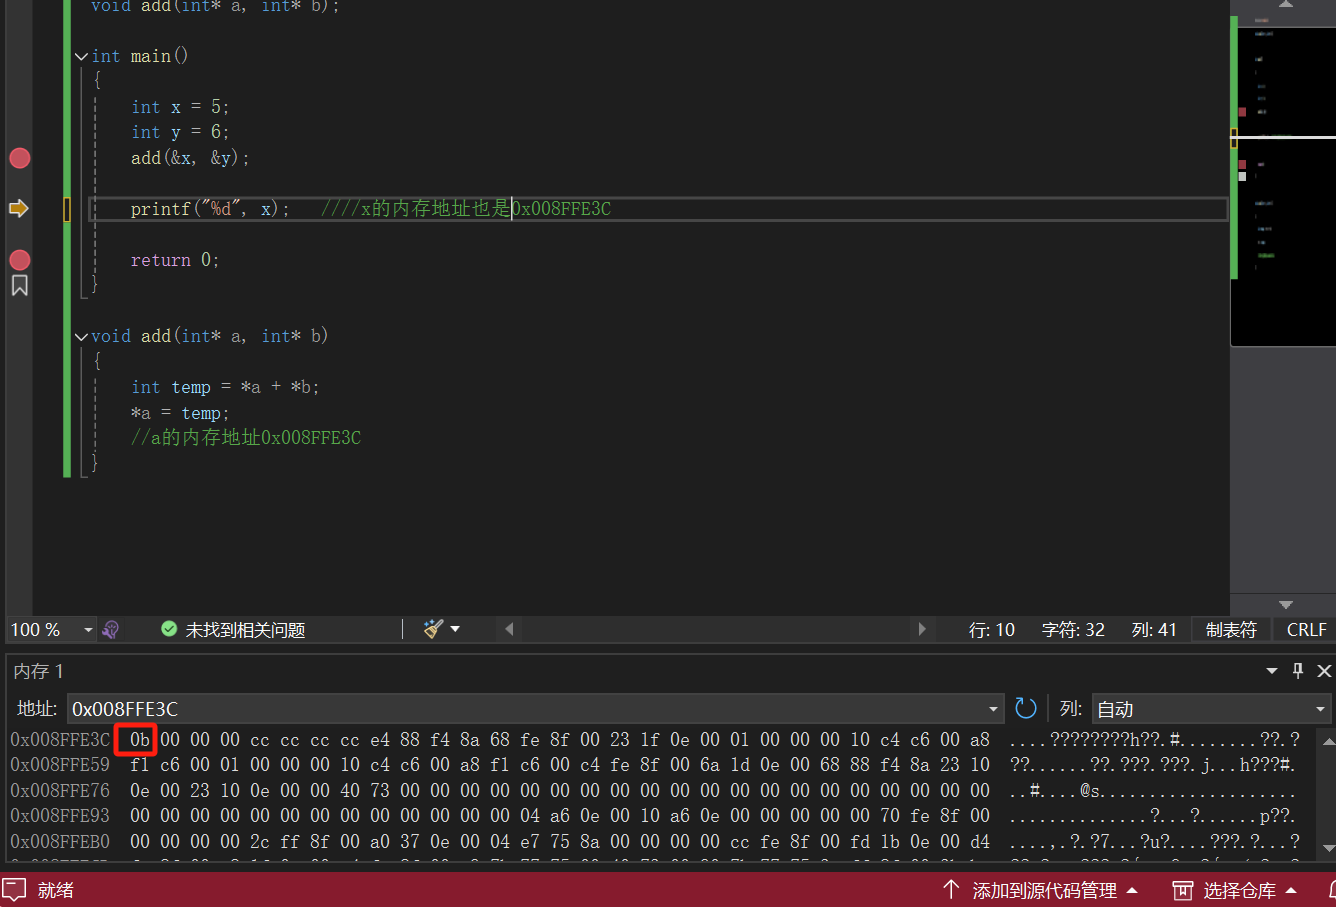 void add(int* a, int* b);
int main()
{
int x = 5;
int y = 6;
add(&x, &y);
printf("%d", x);   ////x的内存地址也是0x008FFE3C
return 0;
}
void add(int* a, int* b)
{
int temp = *a + *b;
*a = temp;
//a的内存地址0x008FFE3C
}
100 % 未找到相关问题 行: 10 字符: 32 列: 41 制表符 CRLF
内存 1
地址: 0x008FFE3C 列: 自动
0x008FFE3C 0b 00 00 00 cc cc cc cc e4 88 f4 8a 68 fe 8f 00 23 1f 0e 00 01 00 00 00 10 c4 c6 00 a8 ....????????h??.#........??.?
0x008FFE59 f1 c6 00 01 00 00 00 10 c4 c6 00 a8 f1 c6 00 c4 fe 8f 00 6a 1d 0e 00 68 88 f4 8a 23 10 ??......??.???.???.j...h???#.
0x008FFE76 0e 00 23 10 0e 00 00 40 73 00 00 00 00 00 00 00 00 00 00 00 00 00 00 00 00 00 00 00 00 ..#....@s....................
0x008FFE93 00 00 00 00 00 00 00 00 00 00 00 00 00 04 a6 0e 00 10 a6 0e 00 00 00 00 00 70 fe 8f 00 ..............?...?......p??.
0x008FFEB0 00 00 00 00 2c ff 8f 00 a0 37 0e 00 04 e7 75 8a 00 00 00 00 cc fe 8f 00 fd 1b 0e 00 d4 ....,.?.?7...?u?....???.?...?
就绪 添加到源代码管理 选择仓库